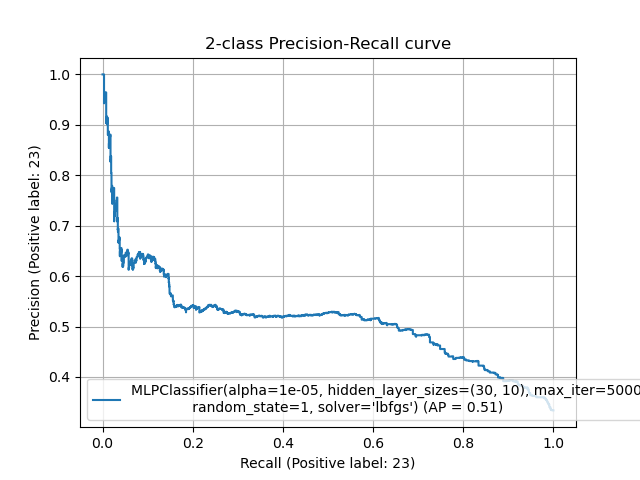 2-class Precision-Recall curve
1.0
0.9
0.8
0.7
0.6
0.5
0.4
Precision (Positive label: 23)
MLPClassifier(alpha=1e-05, hidden_layer_sizes=(30, 10), max_iter=5000
random_state=1, solver='lbfgs') (AP = 0.51)
0.0 0.2 0.4 0.6 0.8 1.0
Recall (Positive label: 23)